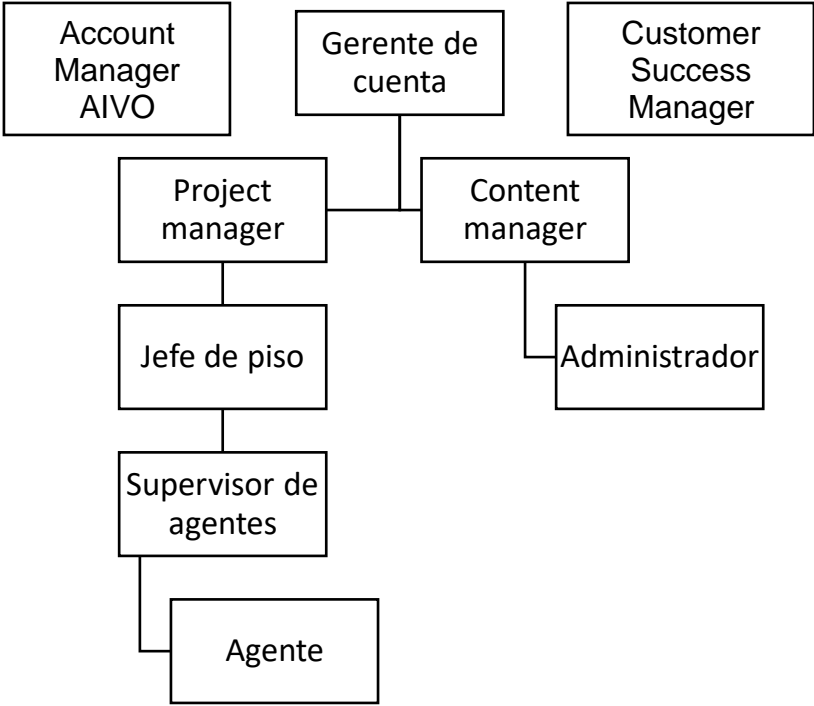 Account
Manager
AIVO
Gerente de
cuenta
Customer
Success
Manager
Project
manager
Content
manager
Jefe de piso
Administrador
Supervisor de
agentes
Agente